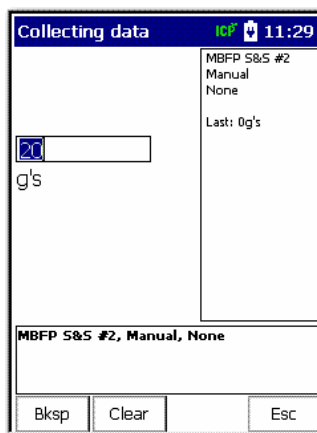 Collecting data ICP 11:29
MBFP S&S #2
Manual
None
Last: 0g's
20
g's
MBFP S&S #2, Manual, None
Bksp Clear Esc